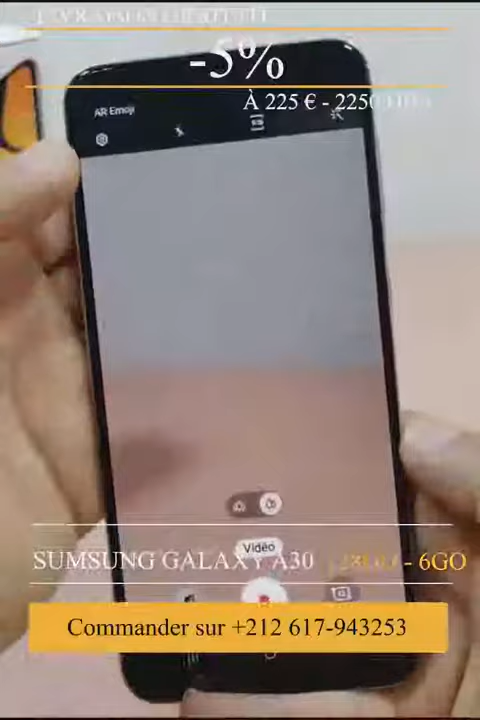 -5%
À 225 € - 2250
AR Emoji
Vidéo
SUMSUNG GALAXY A30 - 6GO
Commander sur +212 617-943253